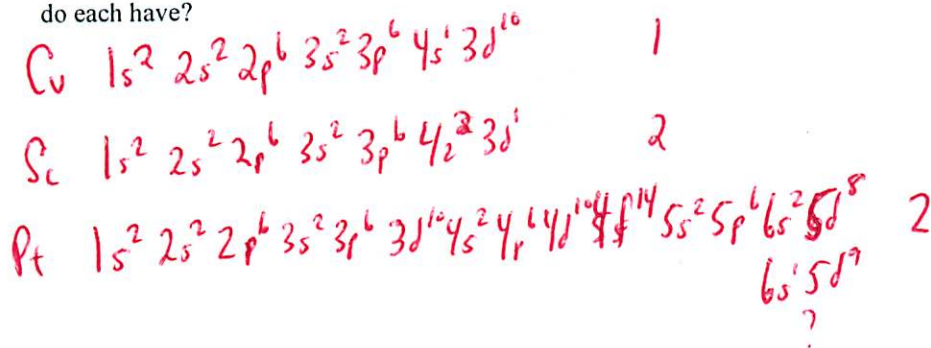 do each have?
Cu 1s² 2s² 2p⁶ 3s² 3p⁶ 4s¹ 3d¹⁰ 1
Sc 1s² 2s² 2p⁶ 3s² 3p⁶ 4₂² 3d¹ 2
Pt 1s² 2s² 2p⁶ 3s² 3p⁶ 3d¹⁰ 4s² 4p⁶ 4d¹⁰ 4f¹⁴ 5s² 5p⁶ 6s² 5d⁸ 2
6s¹ 5d⁹
?